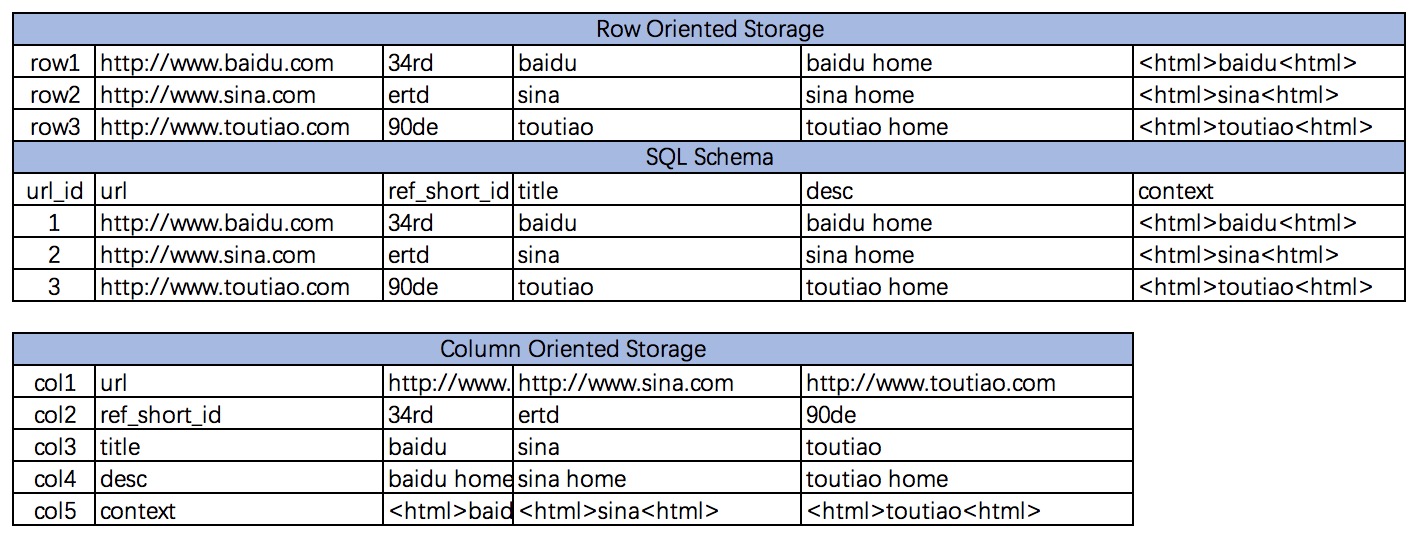 Row Oriented Storage
row1 http://www.baidu.com 34rd baidu baidu home <html>baidu<html>
row2 http://www.sina.com ertd sina sina home <html>sina<html>
row3 http://www.toutiao.com 90de toutiao toutiao home <html>toutiao<html>
SQL Schema
url_id url ref_short_id title desc context
1 http://www.baidu.com 34rd baidu baidu home <html>baidu<html>
2 http://www.sina.com ertd sina sina home <html>sina<html>
3 http://www.toutiao.com 90de toutiao toutiao home <html>toutiao<html>
Column Oriented Storage
col1 url http://www. http://www.sina.com http://www.toutiao.com
col2 ref_short_id 34rd ertd 90de
col3 title baidu sina toutiao
col4 desc baidu home sina home toutiao home
col5 context <html>baid <html>sina<html> <html>toutiao<html>